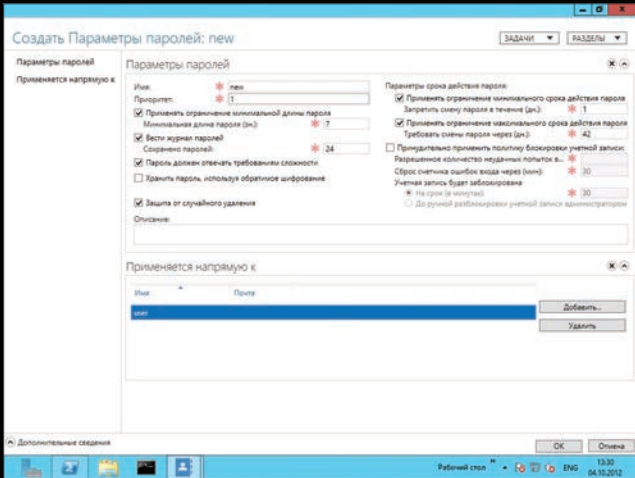 Создать Параметры паролей: new
ЗАДАЧИ
РАЗДЕЛЫ
Параметры паролей
Применяется напрямую к
Параметры паролей
Имя: * new
Приоритет: * 1
Применять ограничение минимальной длины пароля
Минимальная длина пароля (зн.): * 7
Вести журнал паролей
Сохранено паролей: * 24
Пароль должен отвечать требованиям сложности
Хранить пароль, используя обратимое шифрование
Защита от случайного удаления
Описание:
Параметры срока действия пароля:
Применять ограничение минимального срока действия пароля
Запретить смену пароля в течение (дн.): * 1
Применять ограничение максимального срока действия пароля
Требовать смены пароля через (дн.): * 42
Принудительно применить политику блокировки учетной записи:
Разрешенное количество неудачных попыток в... *
Сброс счетчика ошибок входа через (мин): * 30
Учетная запись будет заблокирована
На срок (в минутах): * 30
До ручной разблокировки учетной записи администратором
Применяется напрямую к
Имя Почта
user
Добавить...
Удалить
Дополнительные сведения
OK
Отмена
Рабочий стол
ENG
13:30
04.10.2012